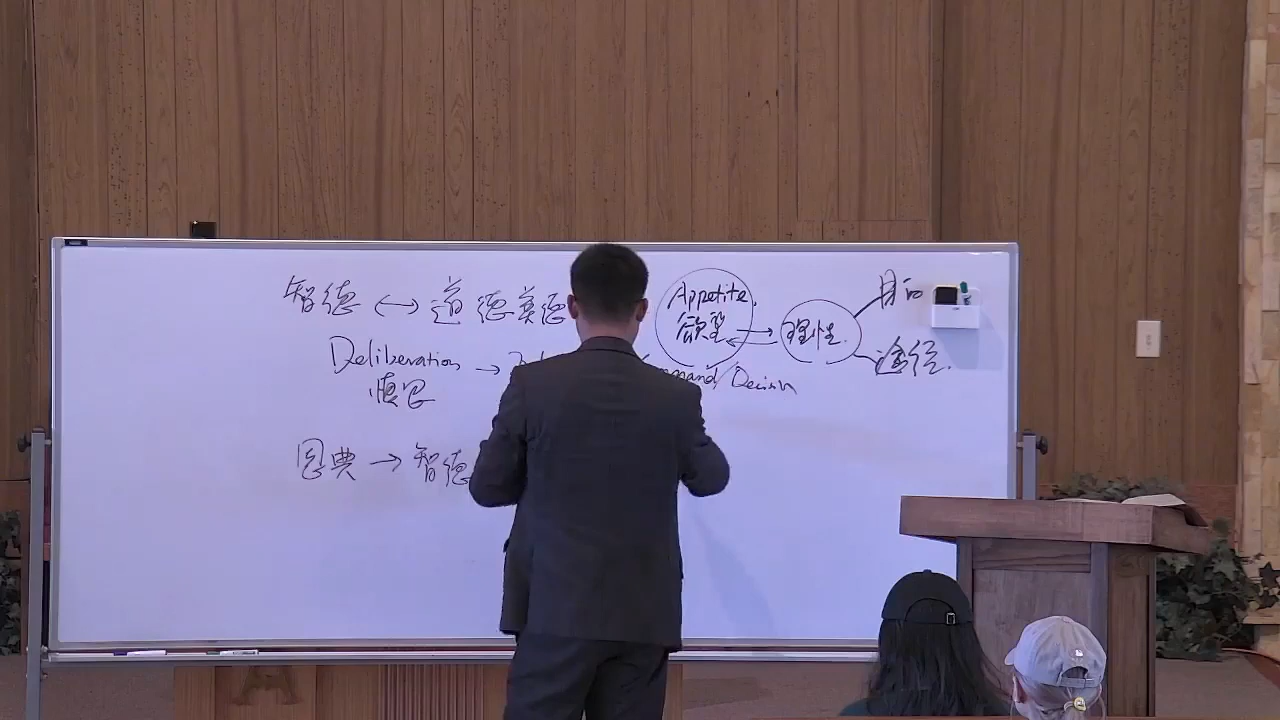 智德 ↔ 道德美德
Appetite,
欲望
理性.
目的
途径.
Deliberation →
慎思
Decision
恩典 → 智德